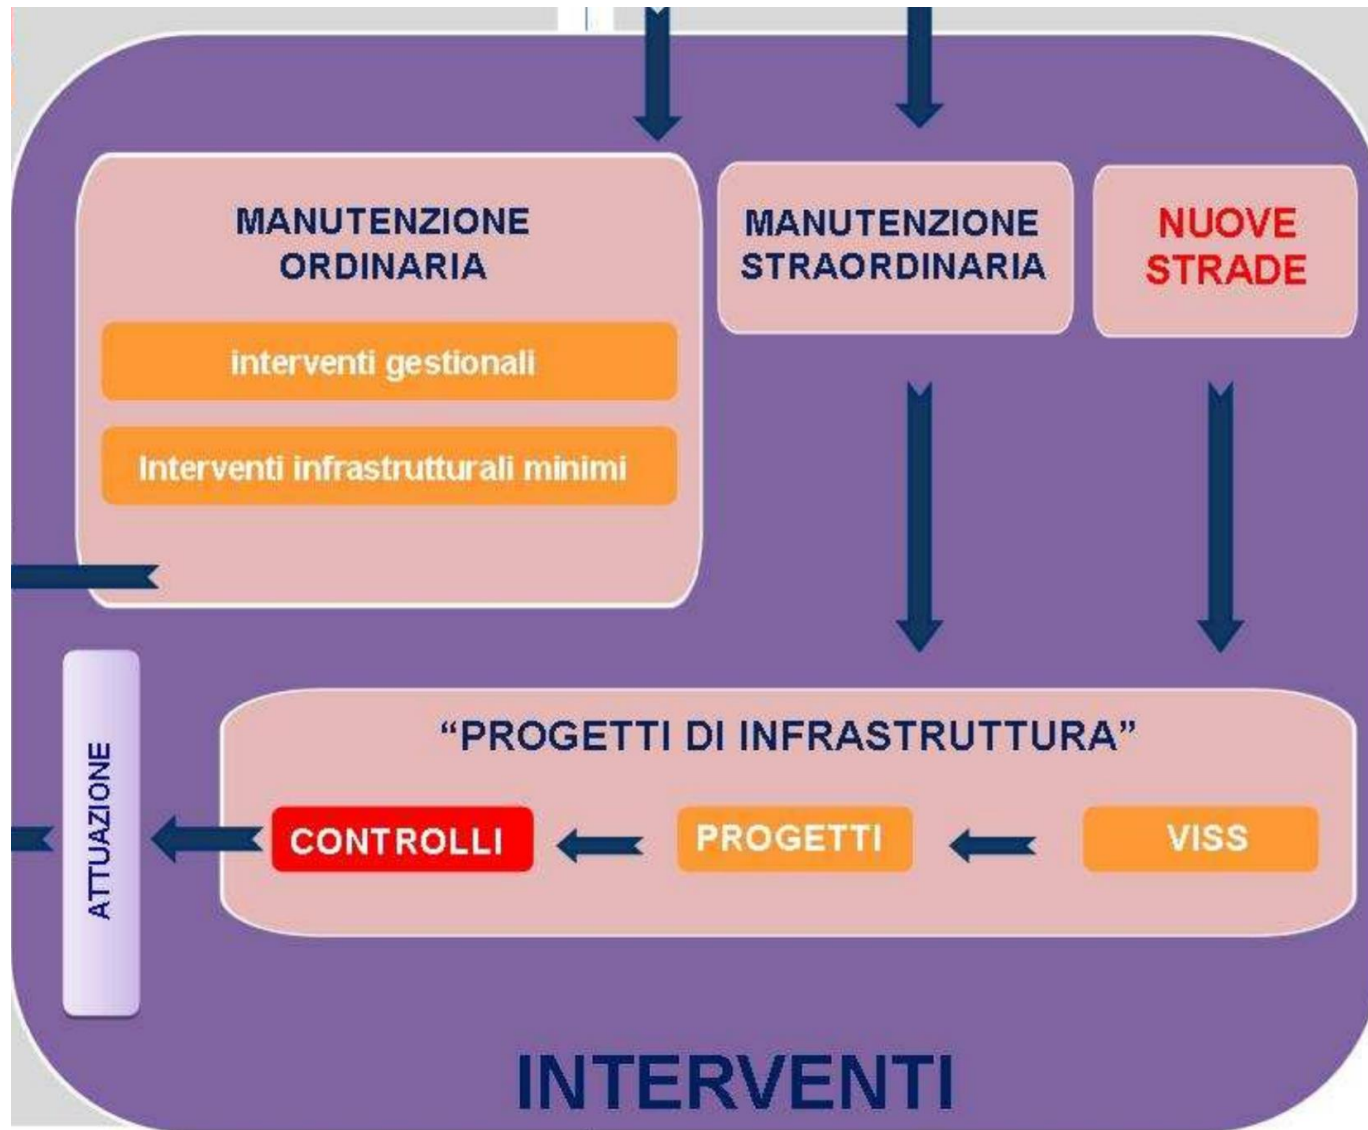 MANUTENZIONE
ORDINARIA
interventi gestionali
Interventi infrastrutturali minimi
MANUTENZIONE
STRAORDINARIA
NUOVE
STRADE
“PROGETTI DI INFRASTRUTTURA”
CONTROLLI
PROGETTI
VISS
ATTUAZIONE
INTERVENTI